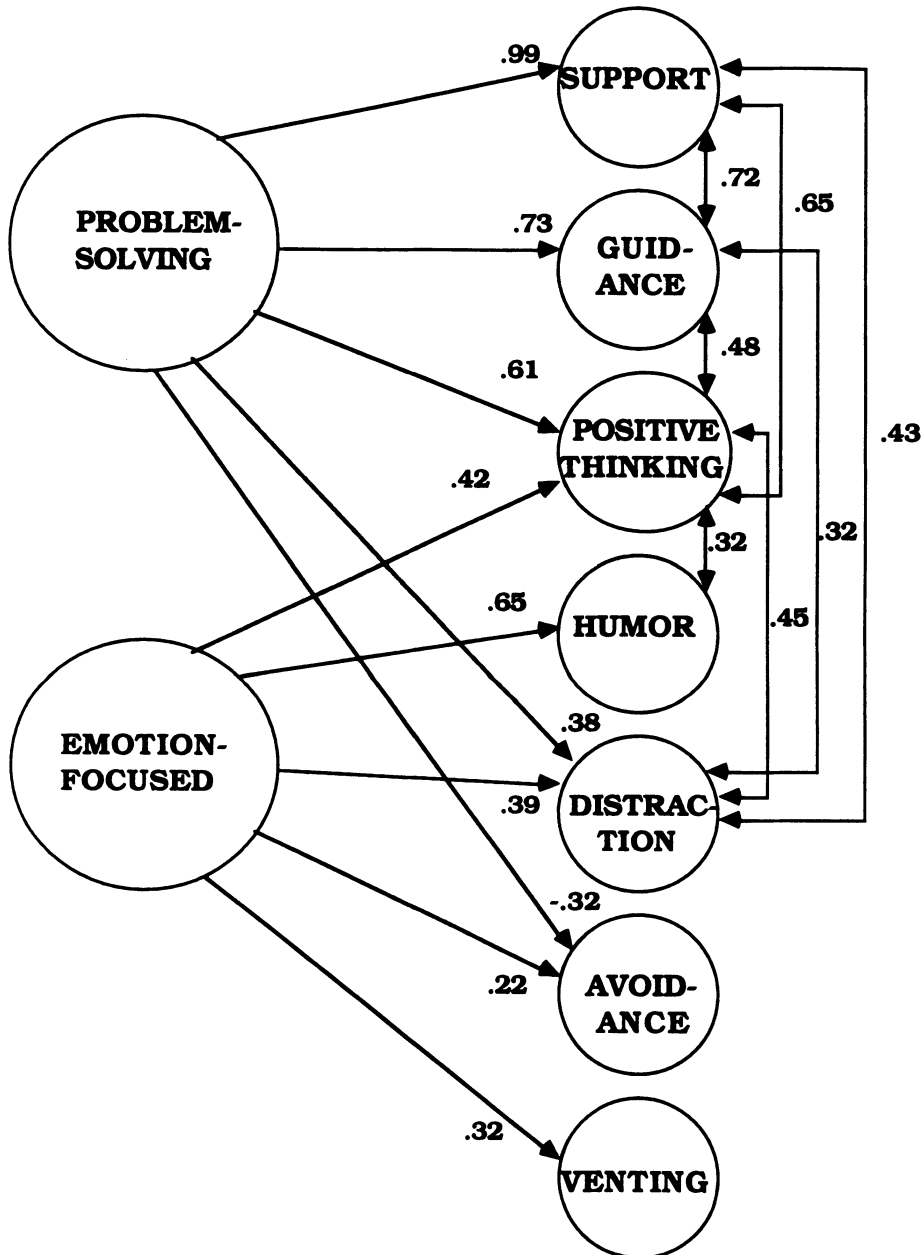 .99
SUPPORT
.72
.65
PROBLEM-
SOLVING
.73
GUID-
ANCE
.48
.61
POSITIVE
THINKING
.43
.42
.32
.32
.65
HUMOR
.45
EMOTION-
FOCUSED
.38
.39
DISTRAC-
TION
-.32
.22
AVOID-
ANCE
.32
VENTING